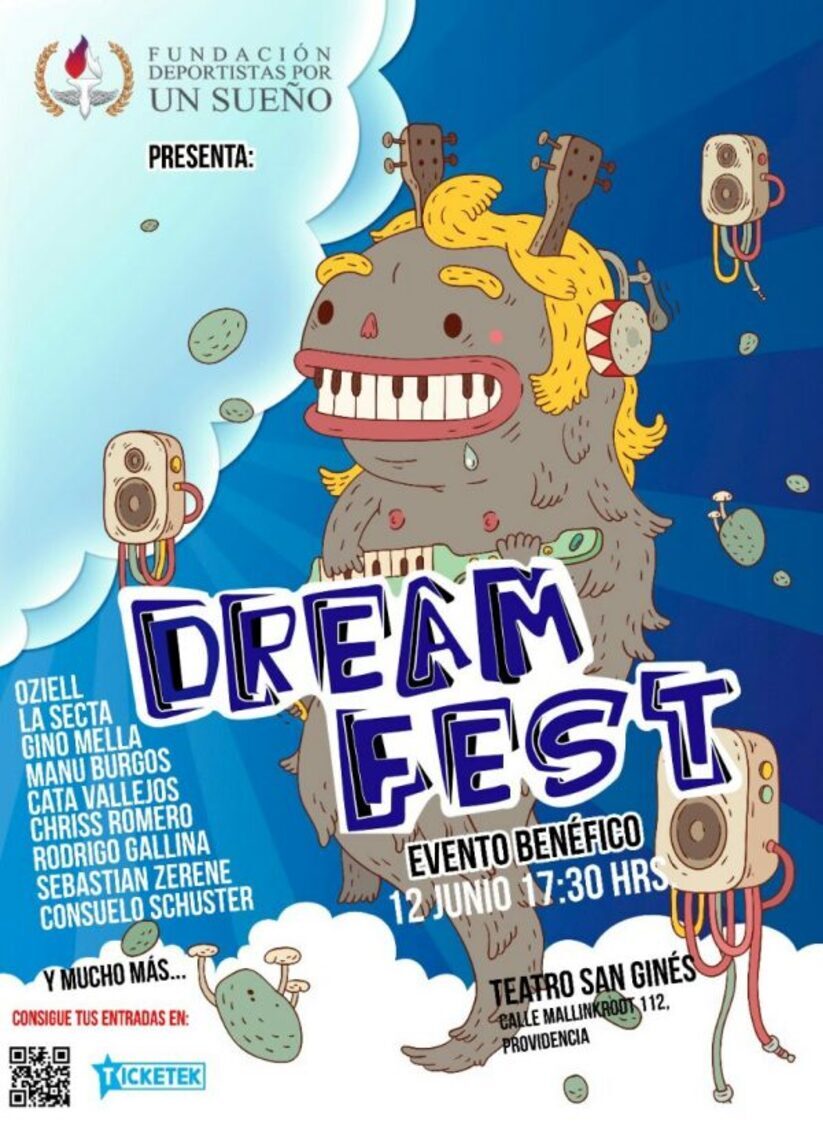 FUNDACIÓN
DEPORTISTAS POR
UN SUEÑO
PRESENTA:
DREAM
FEST
OZIELL
LA SECTA
GINO MELLA
MANU BURGOS
CATA VALLEJOS
CHRISS ROMERO
RODRIGO GALLINA
SEBASTIAN ZERENE
CONSUELO SCHUSTER
Y MUCHO MÁS...
EVENTO BENÉFICO
12 JUNIO 17:30 HRS.
TEATRO SAN GINÉS
CALLE MALLINKRODT 112,
PROVIDENCIA
CONSIGUE TUS ENTRADAS EN:
TICKETEK